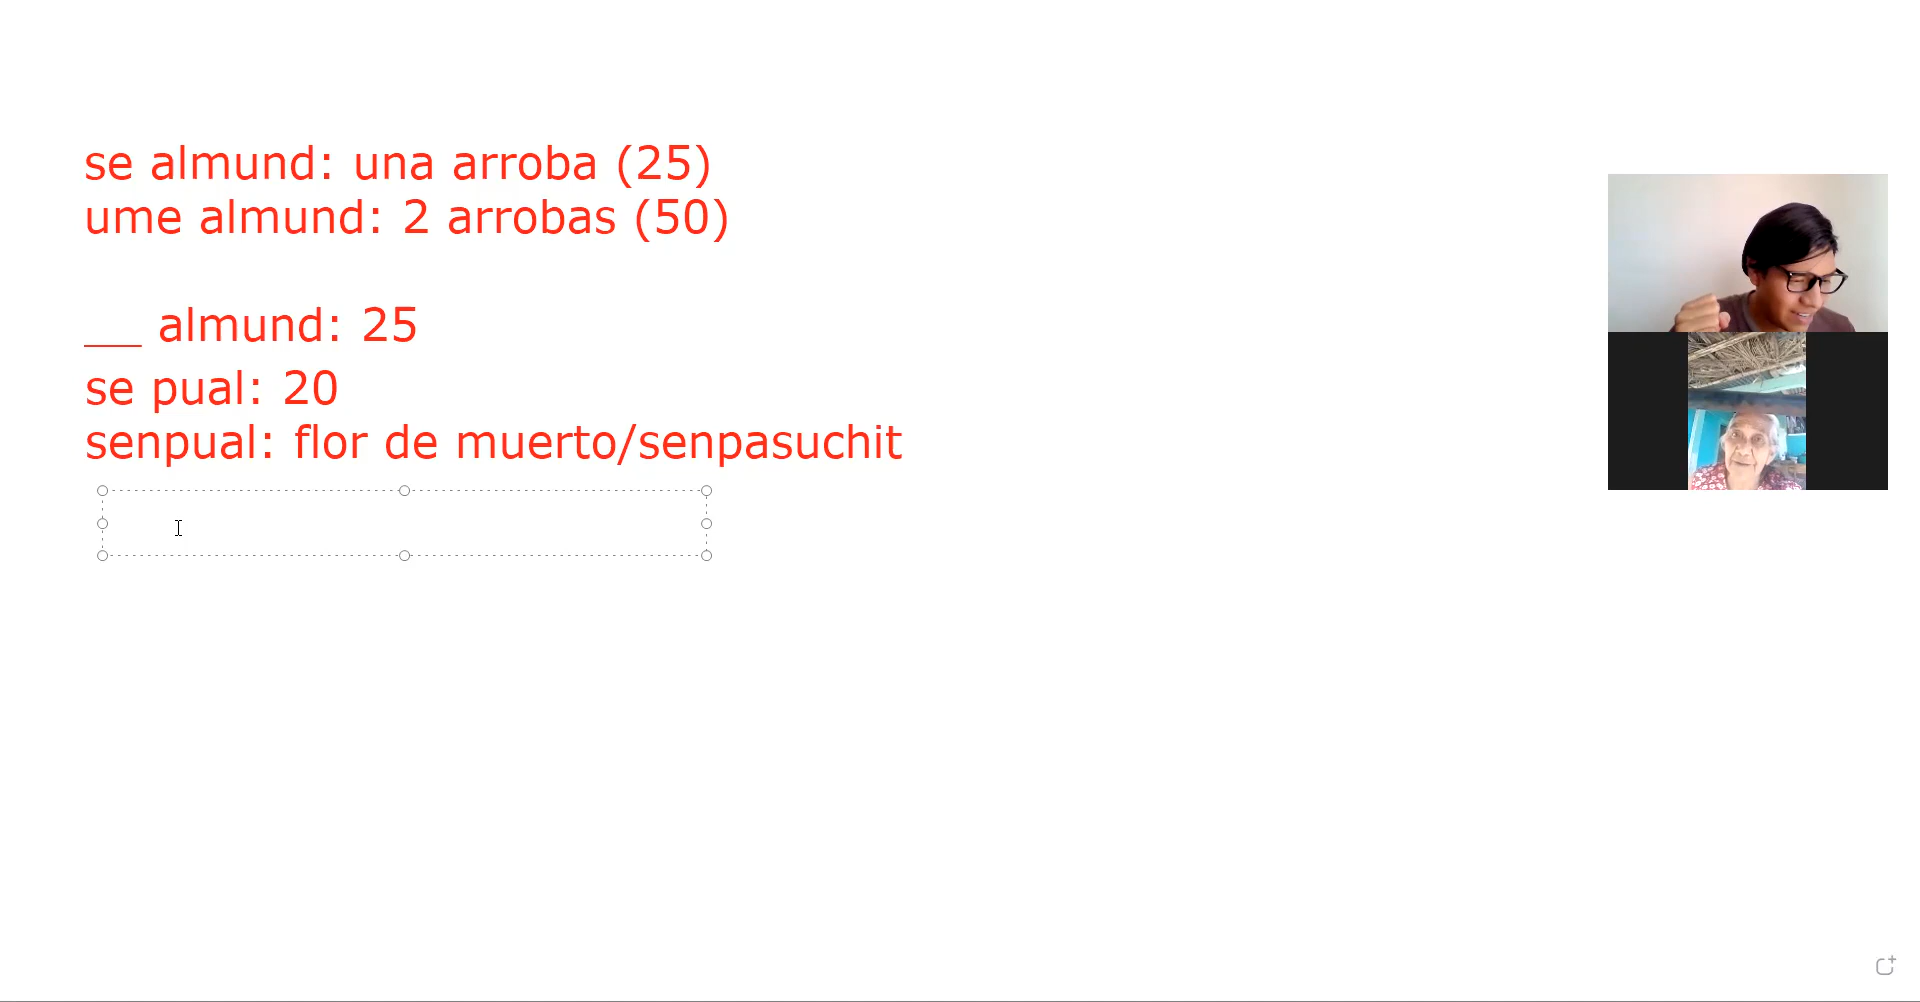 se almund: una arroba (25)
ume almund: 2 arrobas (50)
___ almund: 25
se pual: 20
senpual: flor de muerto/senpasuchit